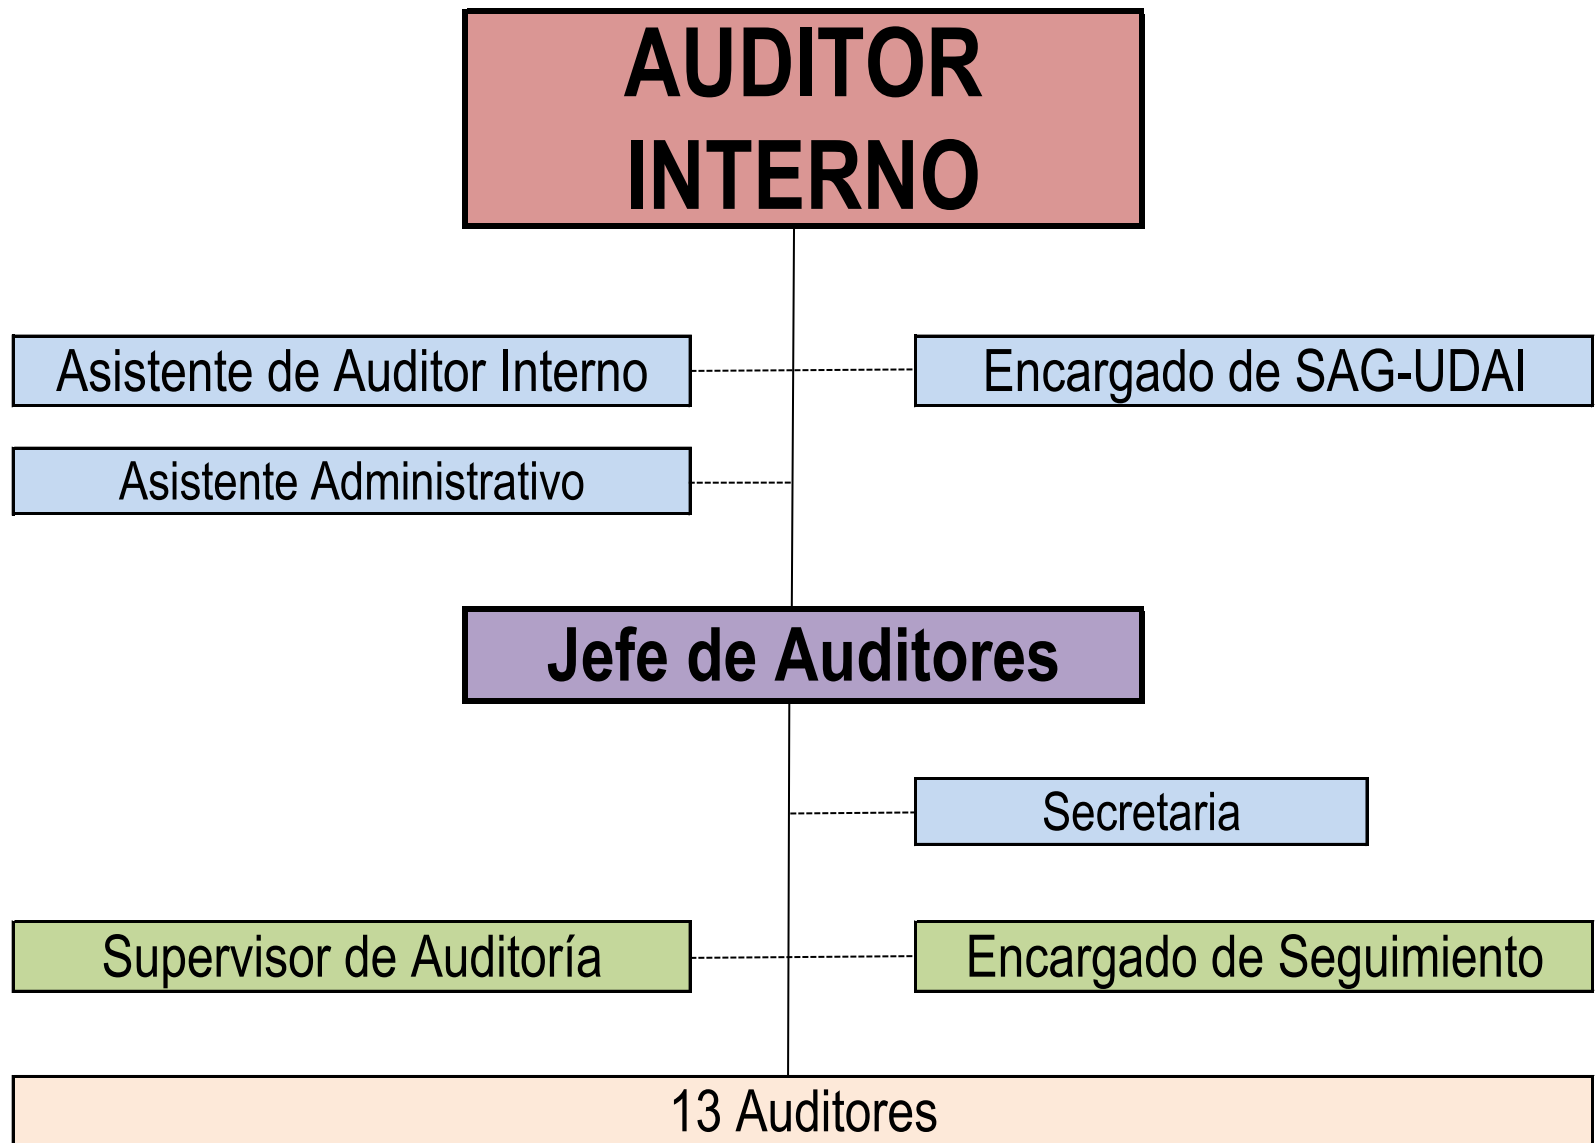 AUDITOR
INTERNO
Asistente de Auditor Interno
Encargado de SAG-UDAI
Asistente Administrativo
Jefe de Auditores
Secretaria
Supervisor de Auditoría
Encargado de Seguimiento
13 Auditores